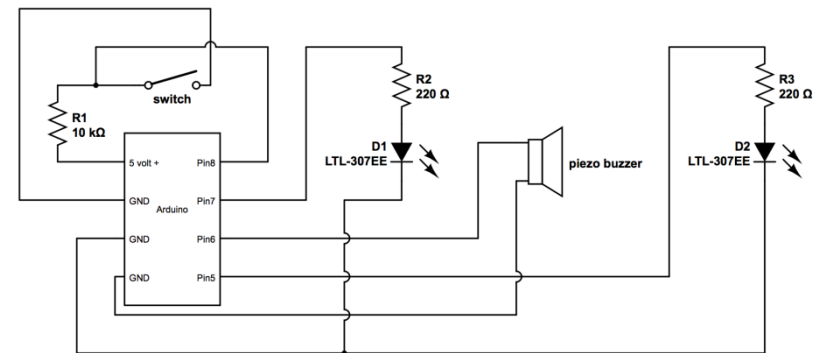 switch
R1
10 kΩ
R2
220 Ω
R3
220 Ω
D1
LTL-307EE
piezo buzzer
D2
LTL-307EE
5 volt +
Pin8
GND
Arduino
Pin7
GND
Pin6
GND
Pin5